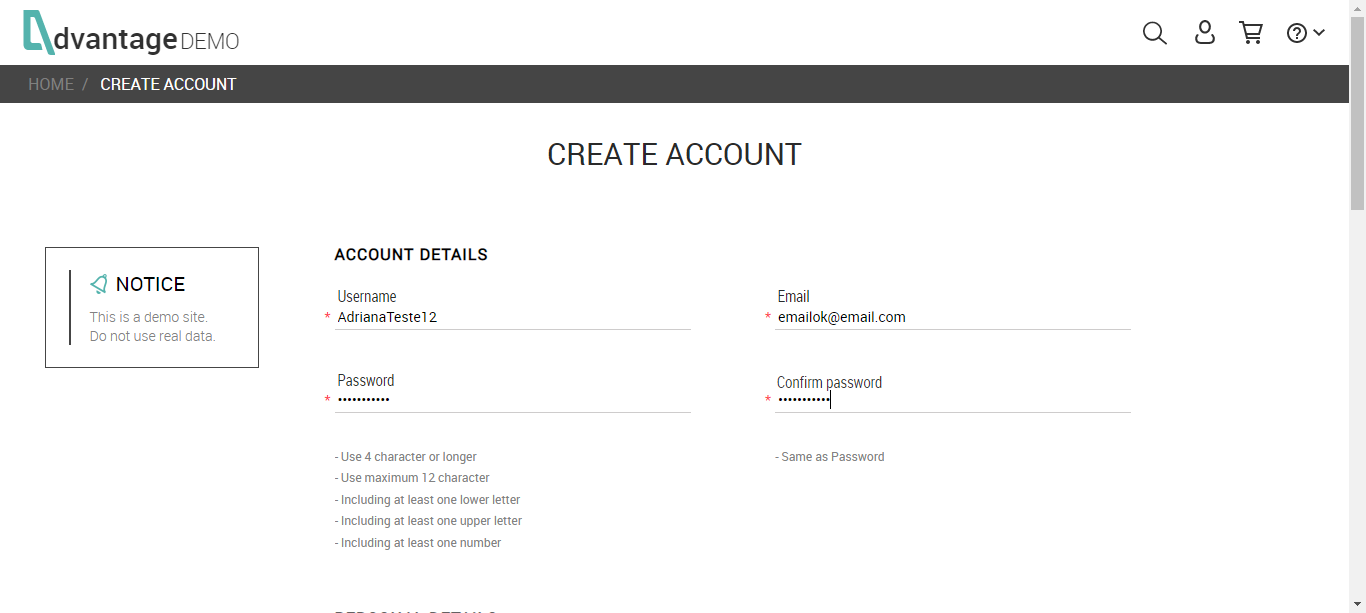 Advantage DEMO
HOME / CREATE ACCOUNT
CREATE ACCOUNT
NOTICE
This is a demo site.
Do not use real data.
ACCOUNT DETAILS
Username
* AdrianaTeste12
Email
* emailok@email.com
Password
* •••••••••••
Confirm password
* •••••••••••
- Use 4 character or longer
- Use maximum 12 character
- Including at least one lower letter
- Including at least one upper letter
- Including at least one number
- Same as Password
PERSONAL DETAILS